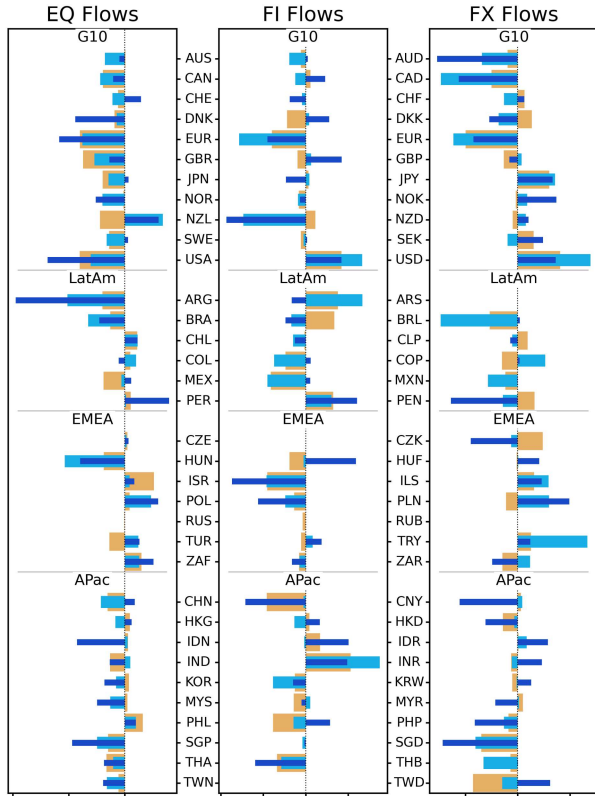 EQ Flows FI Flows FX Flows
G10 G10
AUS AUD
CAN CAD
CHE CHF
DNK DKK
EUR EUR
GBR GBP
JPN JPY
NOR NOK
NZL NZD
SWE SEK
USA USD
LatAm LatAm LatAm
ARG ARS
BRA BRL
CHL CLP
COL COP
MEX MXN
PER PEN
EMEA EMEA EMEA
CZE CZK
HUN HUF
ISR ILS
POL PLN
RUS RUB
TUR TRY
ZAF ZAR
APac APac APac
CHN CNY
HKG HKD
IDN IDR
IND INR
KOR KRW
MYS MYR
PHL PHP
SGP SGD
THA THB
TWN TWD